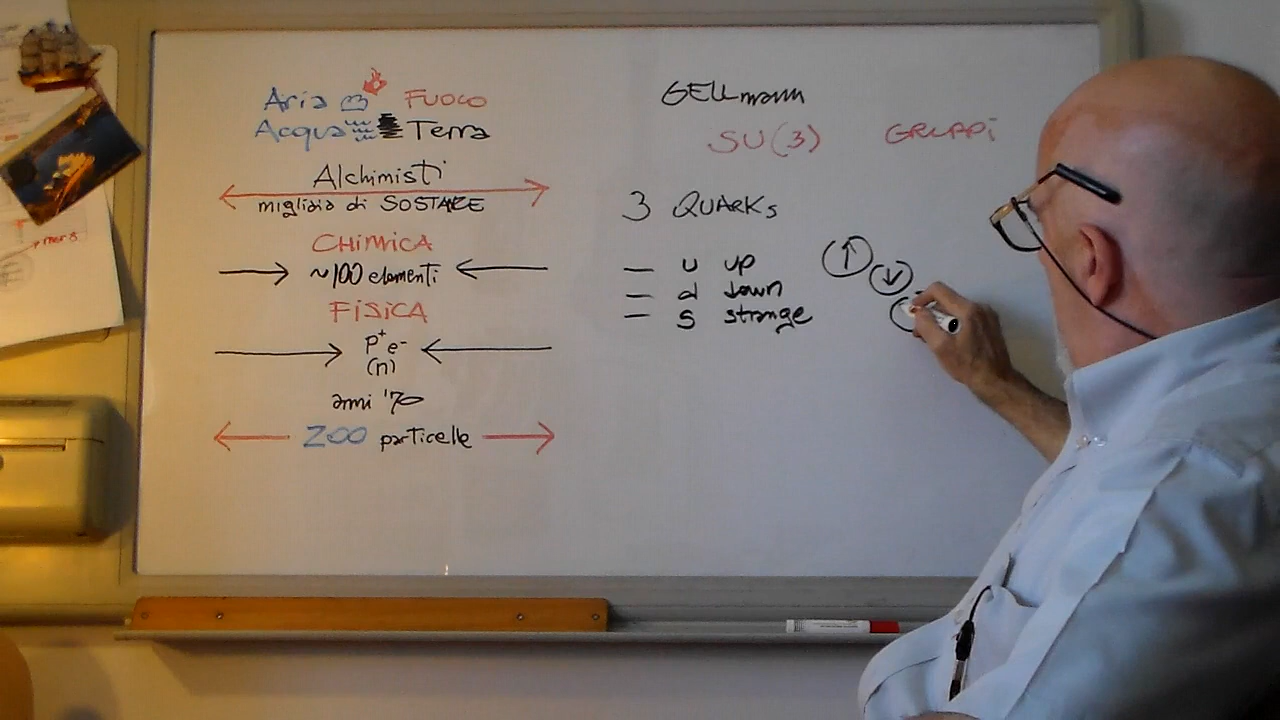 Aria FUOCO
Acqua Terra
Alchimisti
migliaia di SOSTANZE
CHIMICA
~100 elementi
FISICA
p+ e-
(n)
anni '70
ZOO particelle
GELLmann
SU(3) GRUPPI
3 QUARKs
— u up
— d down
— s strange